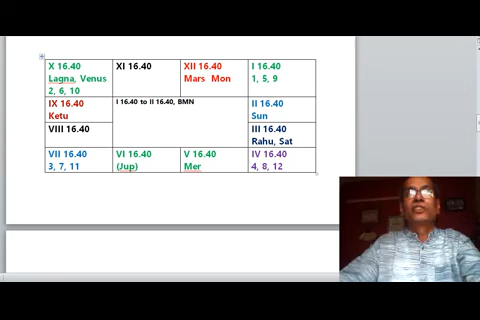 X 16.40
Lagna, Venus
2, 6, 10
XI 16.40
XII 16.40
Mars Mon
I 16.40
1, 5, 9
IX 16.40
Ketu
I 16.40 to II 16.40, BMN
II 16.40
Sun
VIII 16.40
III 16.40
Rahu, Sat
VII 16.40
3, 7, 11
VI 16.40
(Jup)
V 16.40
Mer
IV 16.40
4, 8, 12